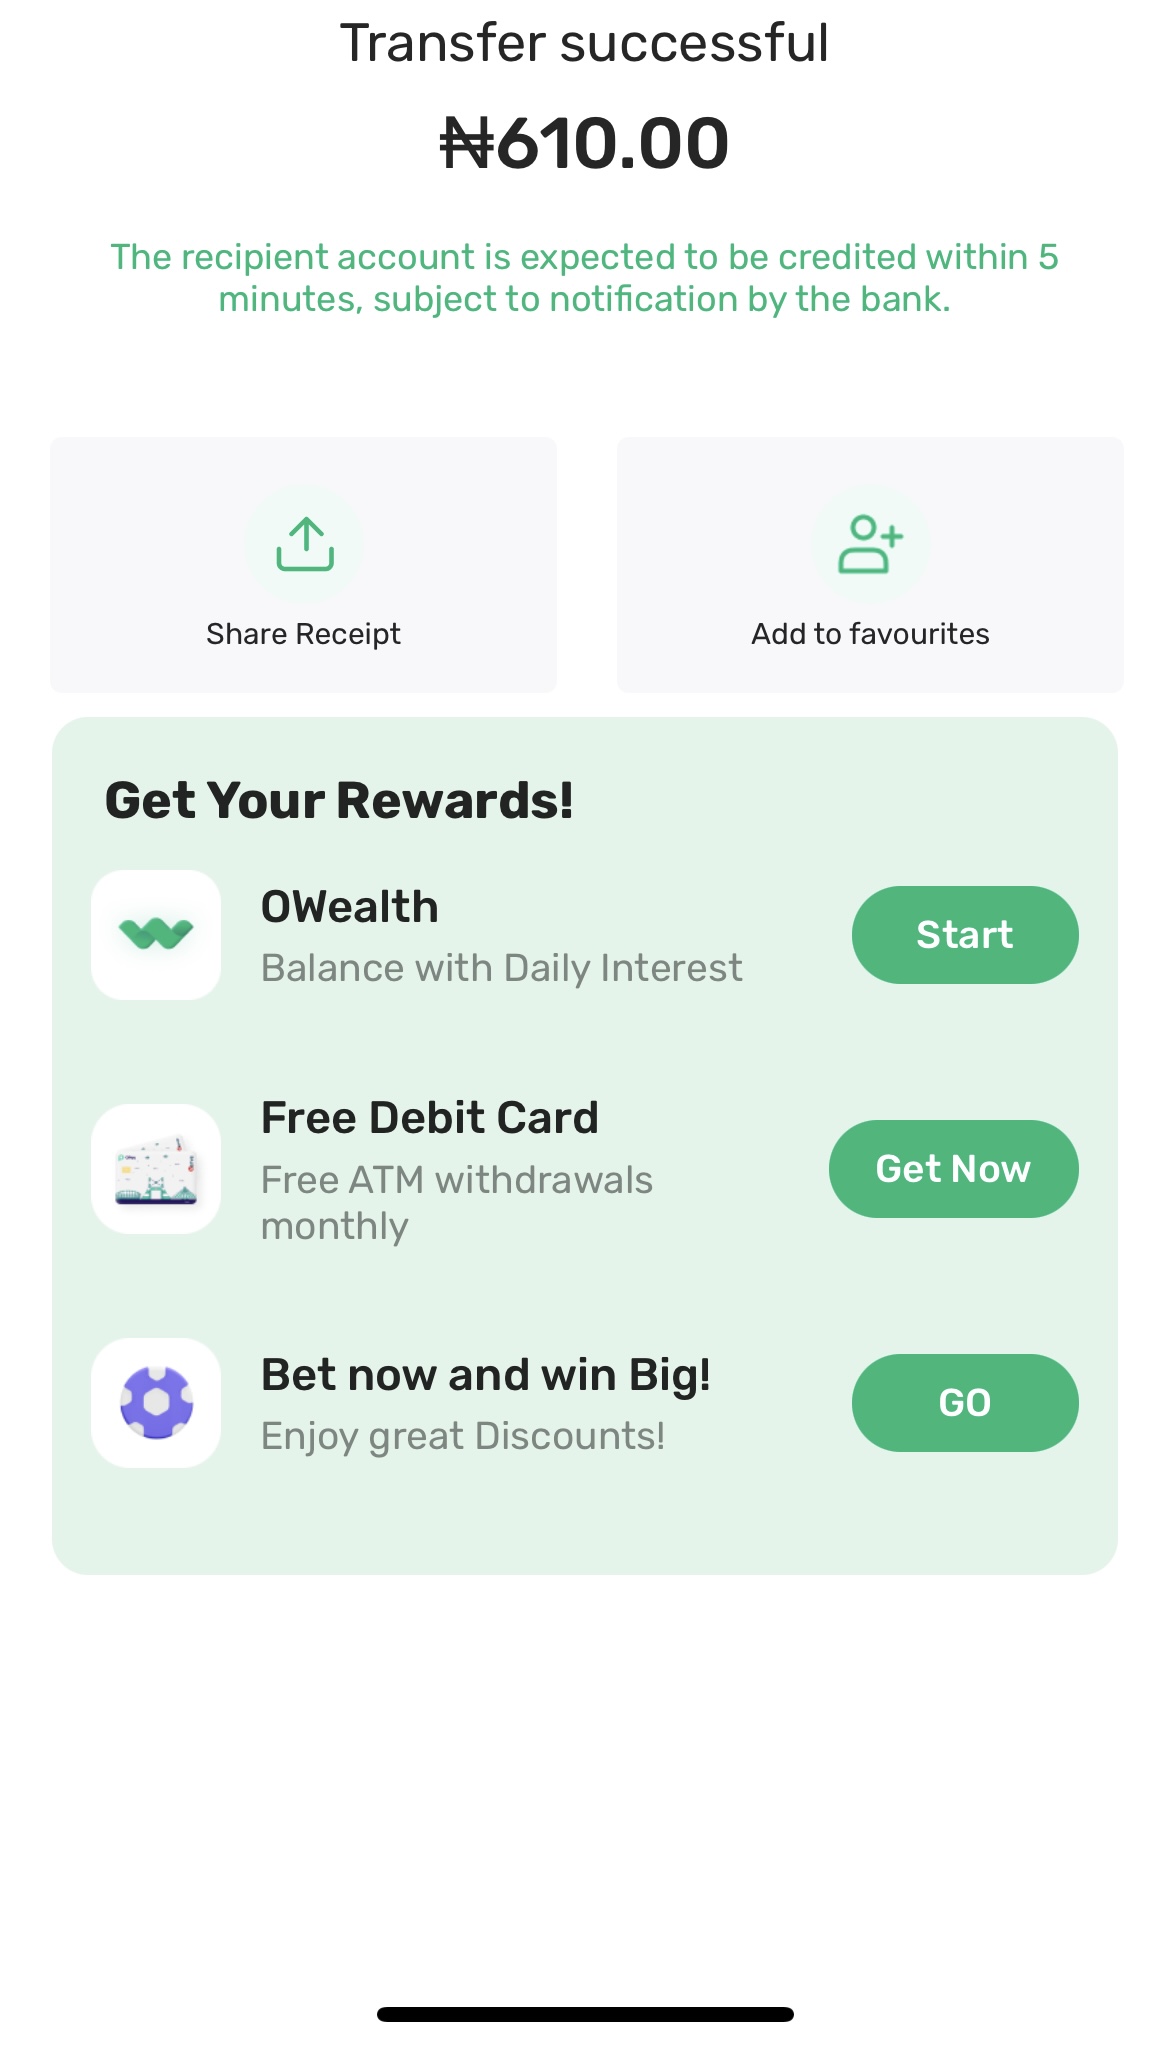 Transfer successful
₦610.00
The recipient account is expected to be credited within 5
minutes, subject to notification by the bank.
Share Receipt
Add to favourites
Get Your Rewards!
OWealth
Balance with Daily Interest
Start
Free Debit Card
Free ATM withdrawals
monthly
Get Now
Bet now and win Big!
Enjoy great Discounts!
GO